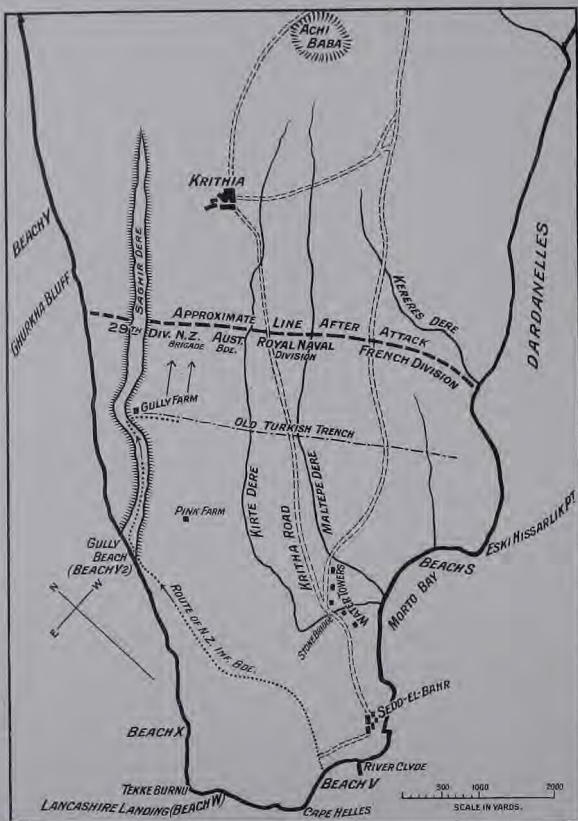 ACHI
BABA
KRITHIA
BEACH Y
GHURKHA BLUFF
SAGHIR DERE
KERERES DERE
DARDANELLES
APPROXIMATE LINE AFTER ATTACK
29TH DIV. N.Z. BRIGADE
AUST. BDE.
ROYAL NAVAL
DIVISION
FRENCH DIVISION
GULLY FARM
OLD TURKISH TRENCH
PINK FARM
KIRTE DERE
KRITHA ROAD
MALTEPE DERE
GULLY
BEACH
(BEACH Y2)
N
W
E
ROUTE OF N.Z. INF. BDE.
STONE BRIDGE
WATER TOWERS
MORTO BAY
BEACH S
ESKI HISSARLIK PT
SEDD-EL-BAHR
BEACH X
RIVER CLYDE
BEACH V
TEKKE BURNU
LANCASHIRE LANDING (BEACH W)
CAPE HELLES
500 1000 2000
SCALE IN YARDS.